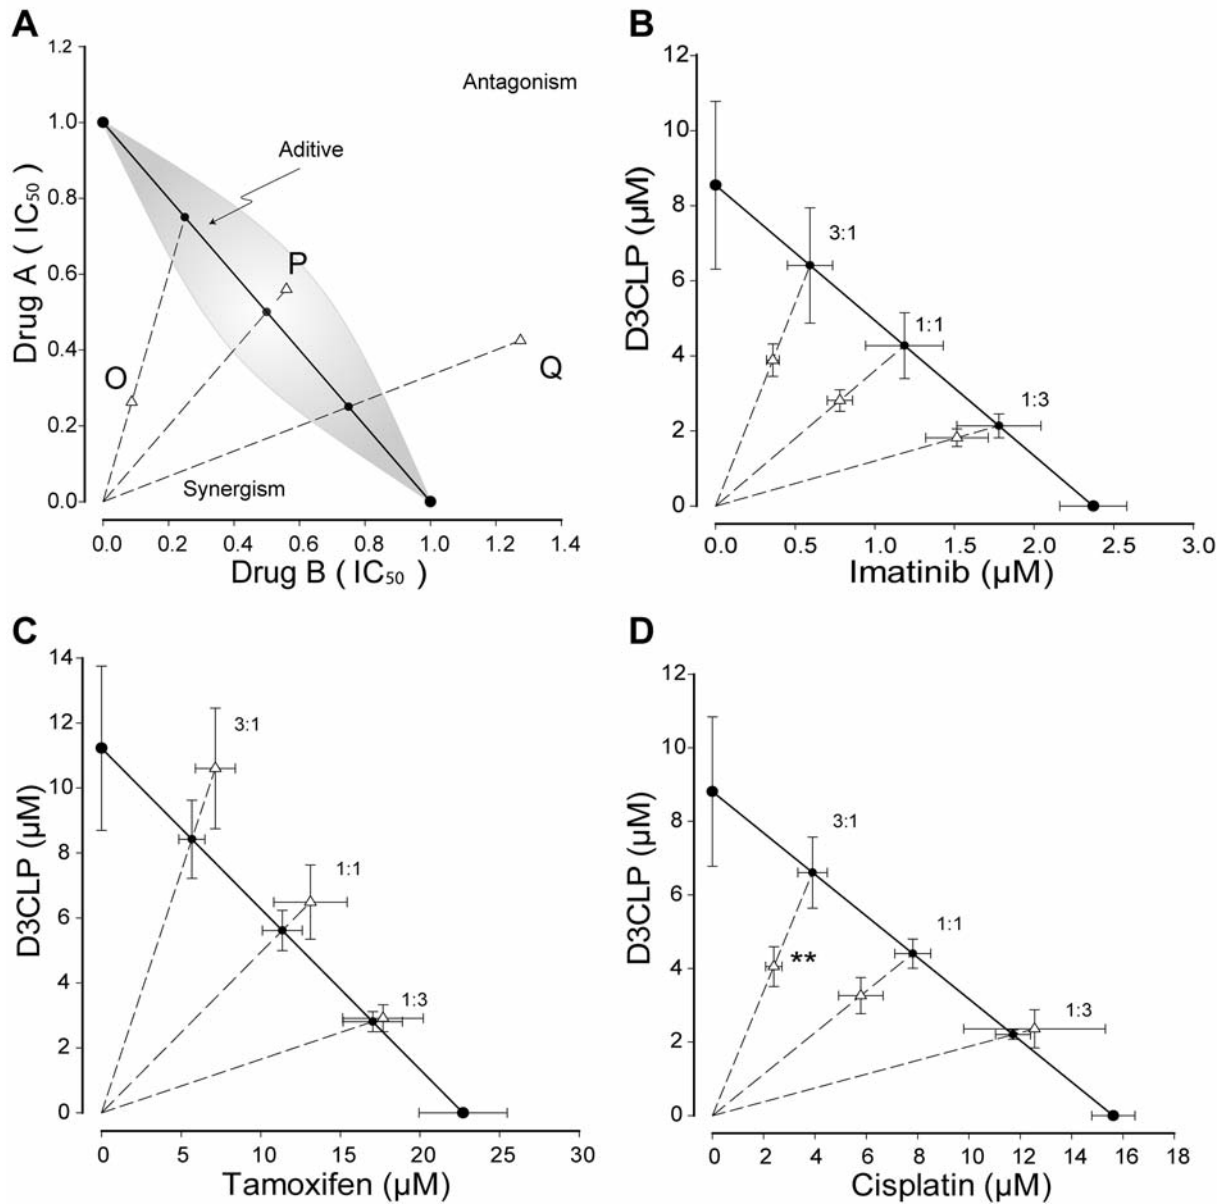 A
1.2
1.0
0.8
0.6
0.4
0.2
0.0
Drug A ( IC50)
Antagonism
Aditive
P
O
Q
Synergism
0.0 0.2 0.4 0.6 0.8 1.0 1.2 1.4
Drug B ( IC50 )
B
12
10
8
6
4
2
0
D3CLP (µM)
3:1
1:1
1:3
0.0 0.5 1.0 1.5 2.0 2.5 3.0
Imatinib (µM)
C
14
12
10
8
6
4
2
0
D3CLP (µM)
3:1
1:1
1:3
0 5 10 15 20 25 30
Tamoxifen (µM)
D
12
10
8
6
4
2
0
D3CLP (µM)
3:1
**
1:1
1:3
0 2 4 6 8 10 12 14 16 18
Cisplatin (µM)